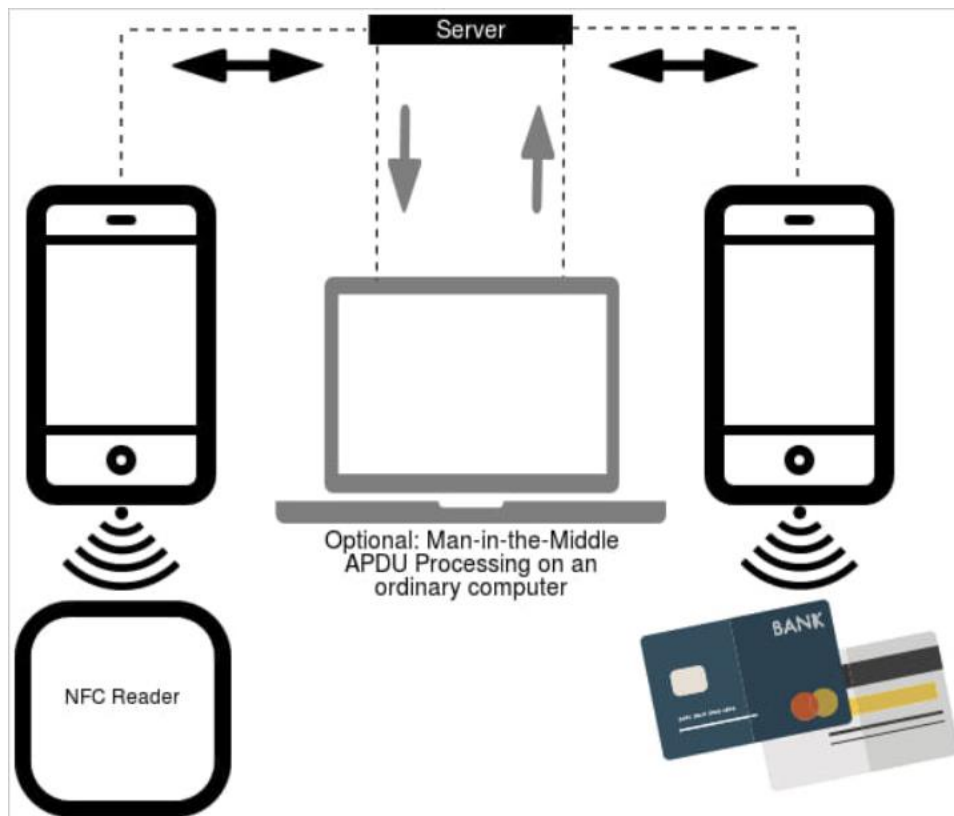 Server
Optional: Man-in-the-Middle
APDU Processing on an
ordinary computer
NFC Reader
BANK